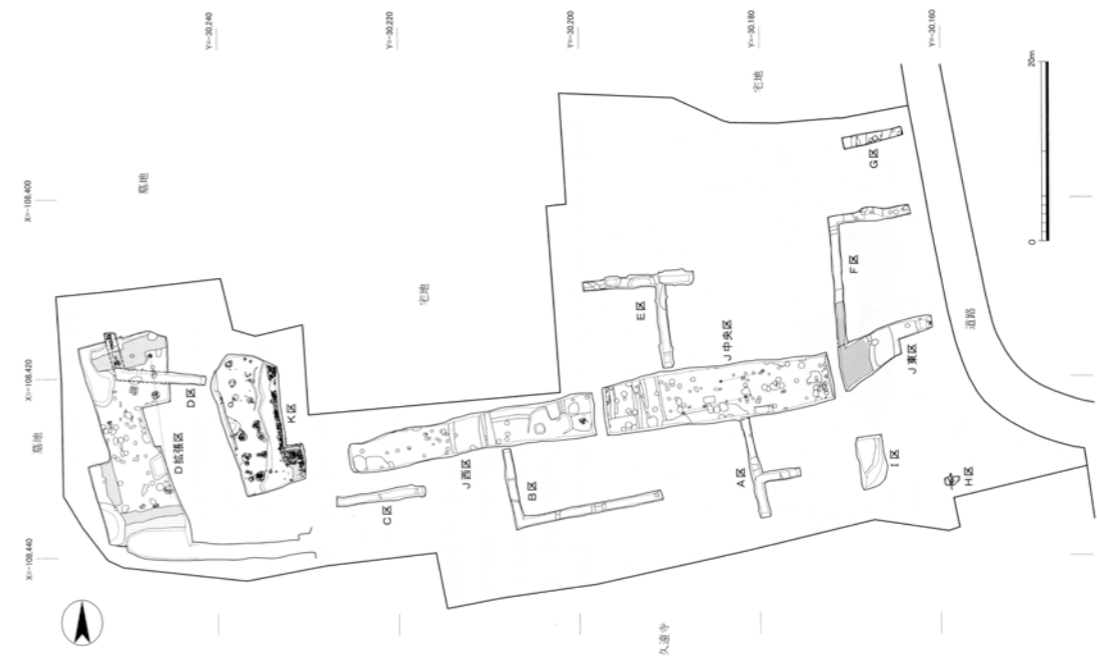 Y=-30,240
Y=-30,220
Y=-30,200
Y=-30,180
Y=-30,160
X=-108,400
X=-108,420
X=-108,440
墓地
墓地
宅地
宅地
道路
久遠寺
20m
0
D区
D拡張区
K区
C区
J西区
B区
E区
J中央区
A区
F区
G区
J東区
I区
H区